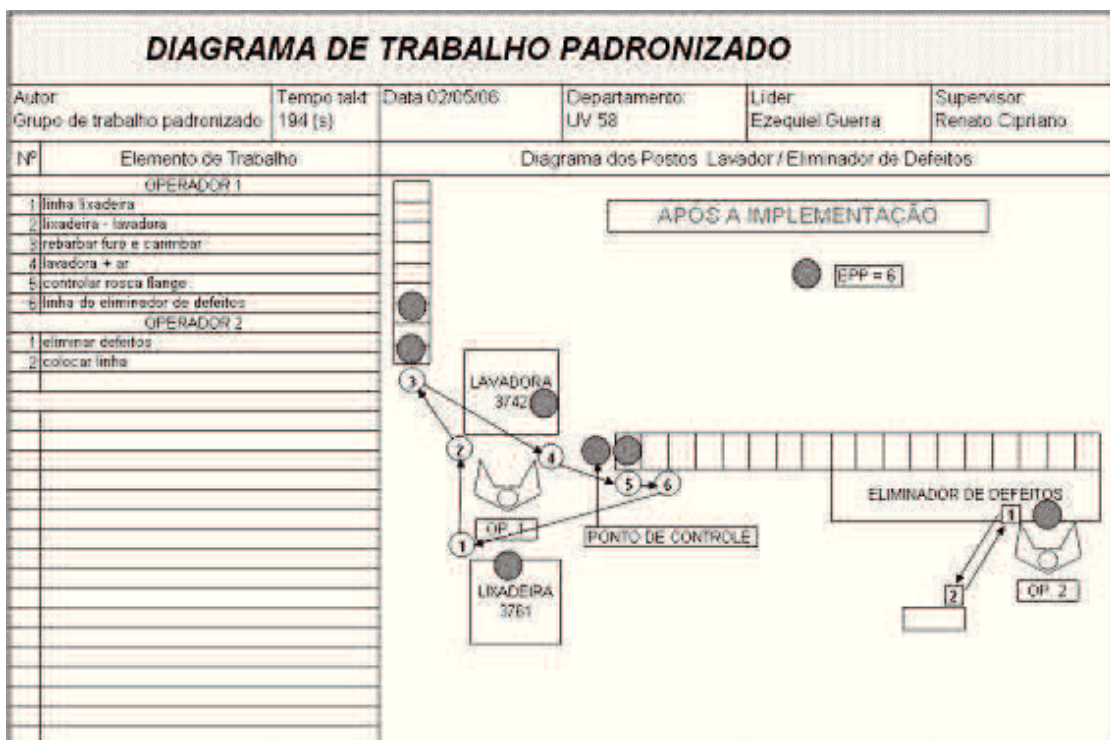 DIAGRAMA DE TRABALHO PADRONIZADO
Autor: Grupo de trabalho padronizado
Tempo takt 194 (s)
Data 02/05/06
Departamento: UV 58
Líder: Ezequiel Guerra
Supervisor: Renato Cipriano
Nº Elemento de Trabalho
Diagrama dos Postos Lavador / Eliminador de Defeitos
OPERADOR 1
1 linha lixadeira
2 lixadeira - lavadora
3 rebarbar furo e carimbar
4 lavadora + ar
5 controlar rosca flange
6 linha do eliminador de defeitos
OPERADOR 2
1 eliminar defeitos
2 colocar linha
APÓS A IMPLEMENTAÇÃO
EPP = 6
3
LAVADORA
3742
2
4
5
6
ELIMINADOR DE DEFEITOS
1
OP. 1
PONTO DE CONTROLE
1
LIXADEIRA
3761
2
OP. 2